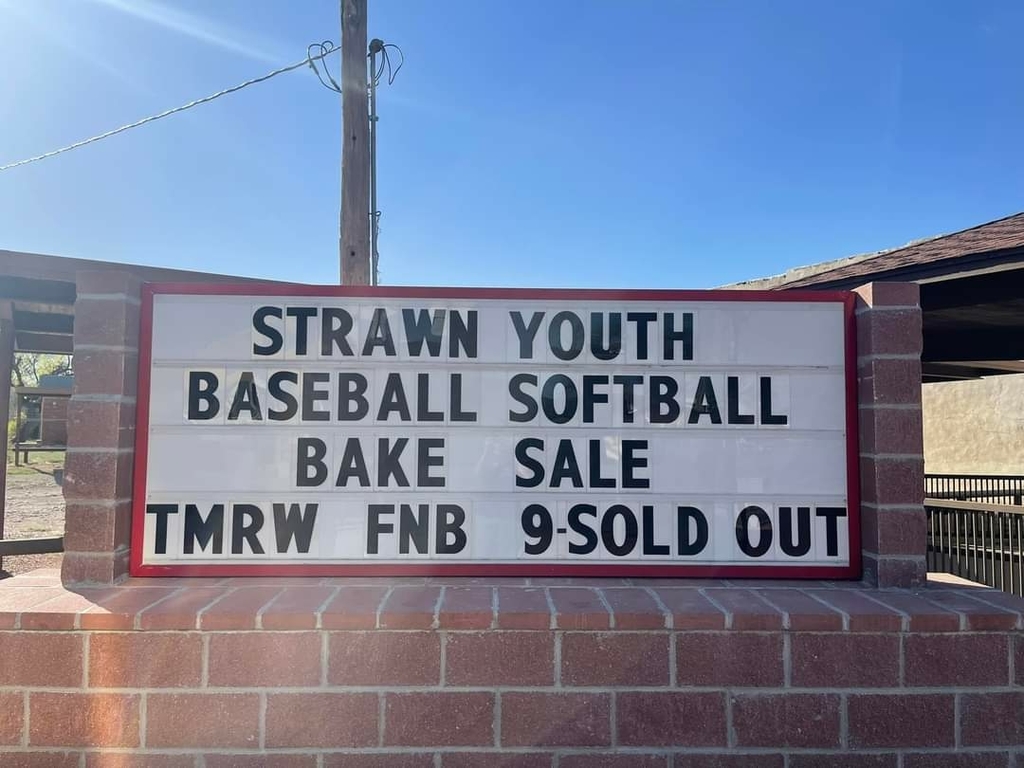 STRAWN YOUTH
BASEBALL SOFTBALL
BAKE SALE
TMRW FNB 9-SOLD OUT